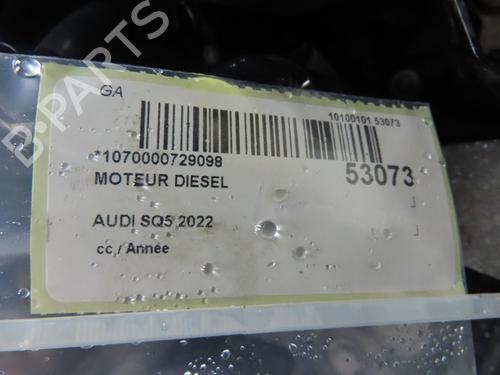 GA
10100101 53073
*1070000729098
53073
MOTEUR DIESEL
AUDI SQ5 2022
cc / Année
B-PARTS